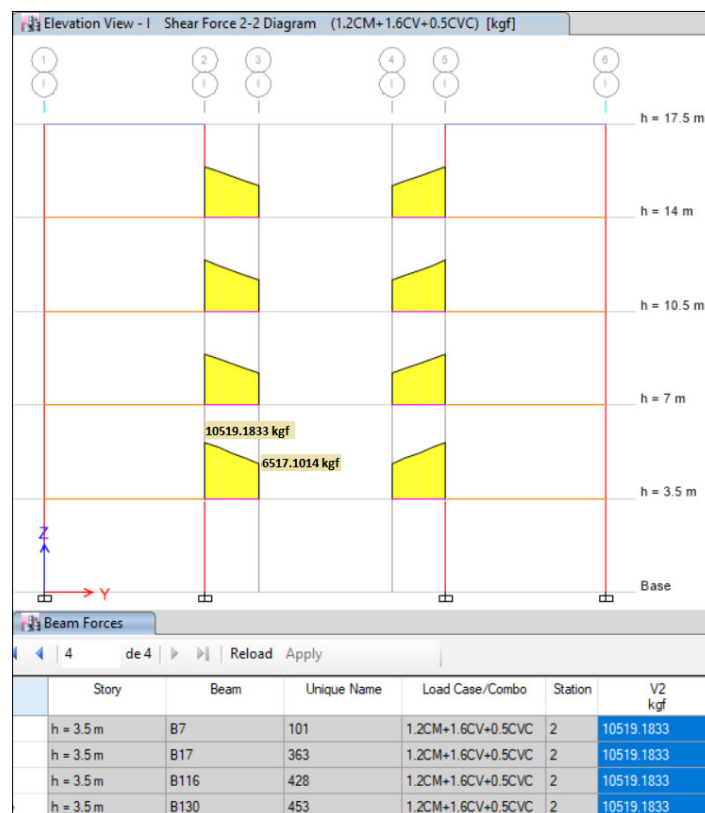 Elevation View - I Shear Force 2-2 Diagram (1.2CM+1.6CV+0.5CVC) [kgf]
1 2 3 4 5 6
I I I I I I
h = 17.5 m
h = 14 m
h = 10.5 m
h = 7 m
10519.1833 kgf
6517.1014 kgf
h = 3.5 m
Z
Y
Base
Beam Forces
4 de 4 Reload Apply
Story Beam Unique Name Load Case/Combo Station V2
kgf
h = 3.5 m B7 101 1.2CM+1.6CV+0.5CVC 2 10519.1833
h = 3.5 m B17 363 1.2CM+1.6CV+0.5CVC 2 10519.1833
h = 3.5 m B116 428 1.2CM+1.6CV+0.5CVC 2 10519.1833
h = 3.5 m B130 453 1.2CM+1.6CV+0.5CVC 2 10519.1833